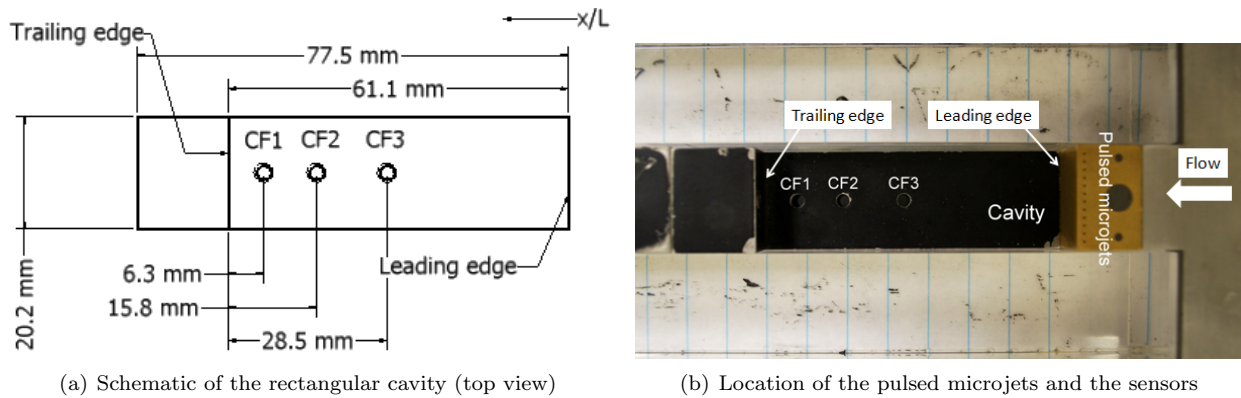 x/L
Trailing edge
77.5 mm
61.1 mm
CF1 CF2 CF3
6.3 mm
Leading edge
15.8 mm
20.2 mm
28.5 mm
(a) Schematic of the rectangular cavity (top view)
Trailing edge
Leading edge
Pulsed microjets
Flow
CF1 CF2 CF3
Cavity
(b) Location of the pulsed microjets and the sensors